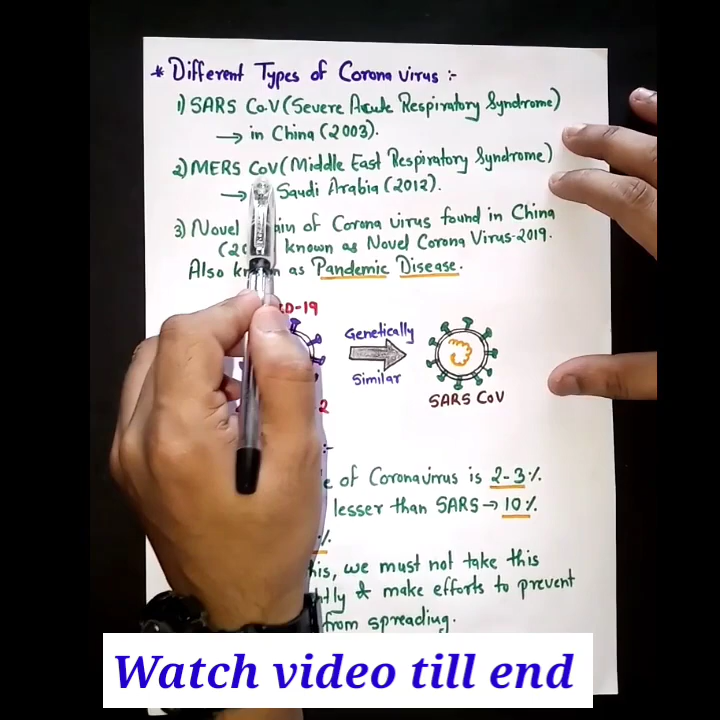 * Different Types of Corona virus :-
1) SARS CoV (Severe Acute Respiratory Syndrome)
→ in China (2003).
2) MERS CoV (Middle East Respiratory Syndrome)
→ Saudi Arabia (2012).
3) Novel of Corona virus found in China
known as Novel Corona Virus-2019.
Also as Pandemic Disease.
D-19
Genetically
Similar
2
SARS CoV
:-
of Coronavirus is 2-3%.
lesser than SARS → 10%.
%.
we must not take this
& make efforts to prevent
from spreading.
Watch video till end